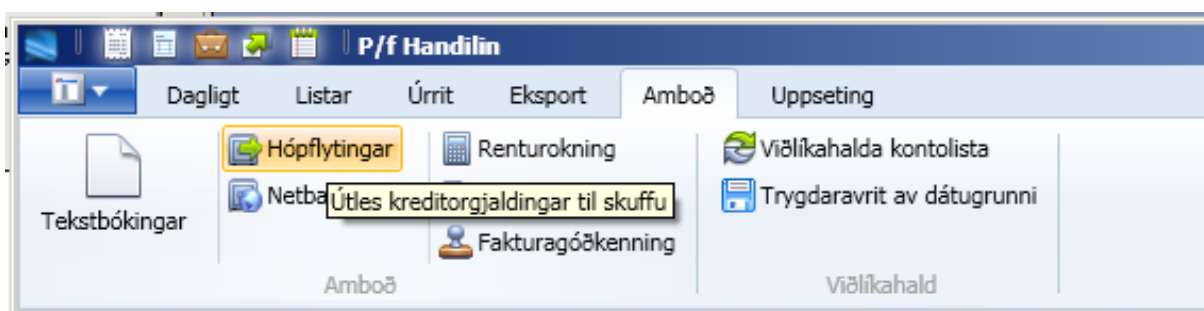 P/f Handilin
Dagligt Listar Úrrit Eksport Amboð Uppseting
Tekstbókingar
Hópflytingar
Útles kreditorgjaldingar til skuffu
Renturokning
Fakturagóðkenning
Amboð
Viðlíkahalda kontolista
Trygdaravrit av dátugrunni
Viðlíkahald